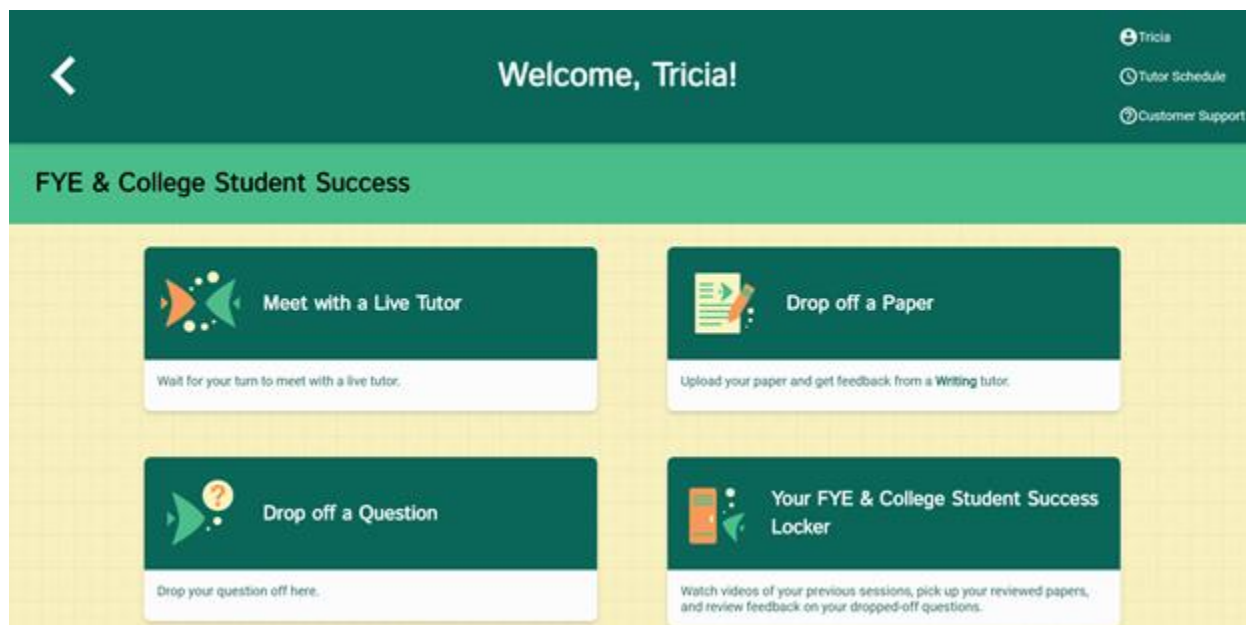 Welcome, Tricia!
Tricia
Tutor Schedule
Customer Support
FYE & College Student Success
Meet with a Live Tutor
Wait for your turn to meet with a live tutor.
Drop off a Paper
Upload your paper and get feedback from a Writing tutor.
Drop off a Question
?
Drop your question off here.
Your FYE & College Student Success
Locker
Watch videos of your previous sessions, pick up your reviewed papers,
and review feedback on your dropped-off questions.